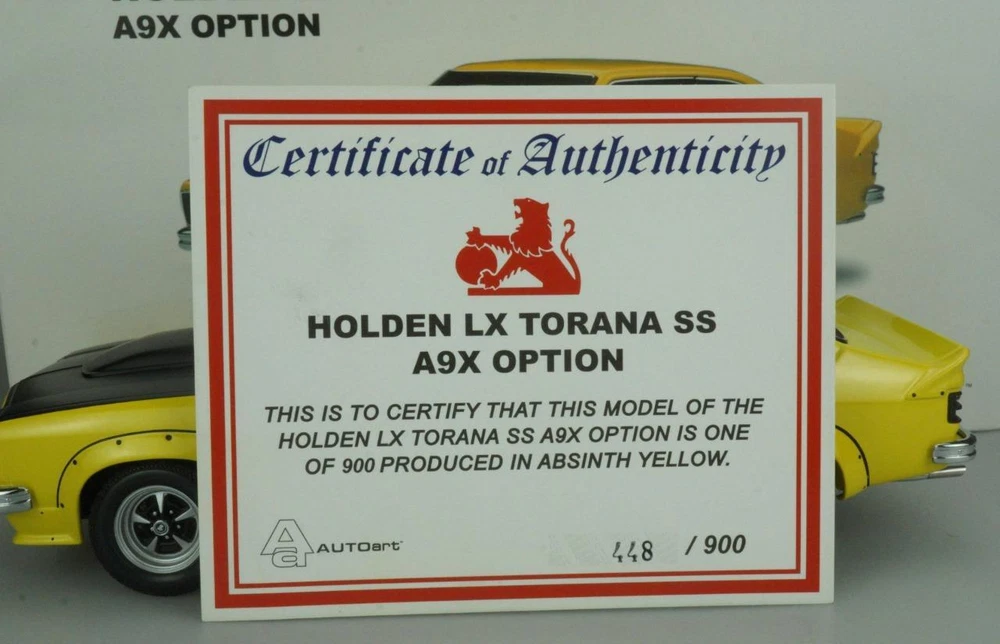 A9X OPTION
Certificate of Authenticity
HOLDEN LX TORANA SS
A9X OPTION
THIS IS TO CERTIFY THAT THIS MODEL OF THE
HOLDEN LX TORANA SS A9X OPTION IS ONE
OF 900 PRODUCED IN ABSINTH YELLOW.
Aa AUTOart
448 / 900